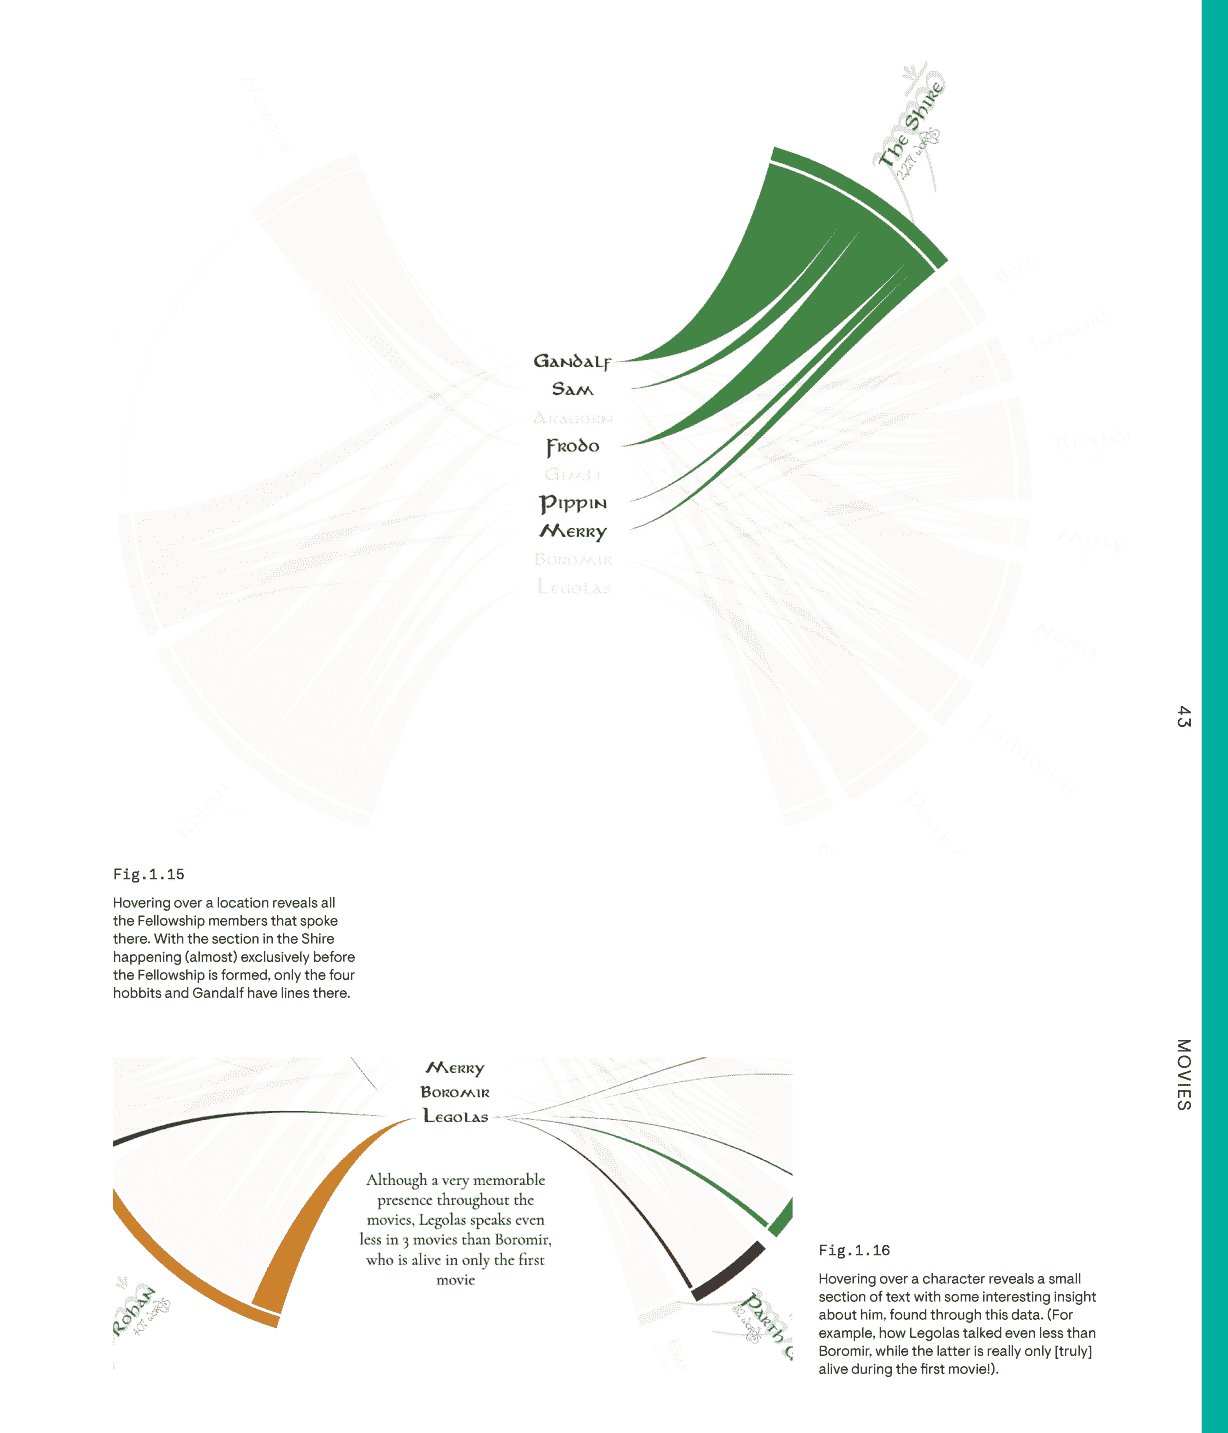 The Shire
Gandalf
Sam
Aragorn
Frodo
Gimli
Pippin
Merry
Boromir
Legolas
Rohan
43
MOVIES
Fig.1.15
Hovering over a location reveals all
the Fellowship members that spoke
there. With the section in the Shire
happening (almost) exclusively before
the Fellowship is formed, only the four
hobbits and Gandalf have lines there.
Merry
Boromir
Legolas
Although a very memorable
presence throughout the
movies, Legolas speaks even
less in 3 movies than Boromir,
who is alive in only the first
movie
Rohan
Parth G
Fig.1.16
Hovering over a character reveals a small
section of text with some interesting insight
about him, found through this data. (For
example, how Legolas talked even less than
Boromir, while the latter is really only [truly]
alive during the first movie!).